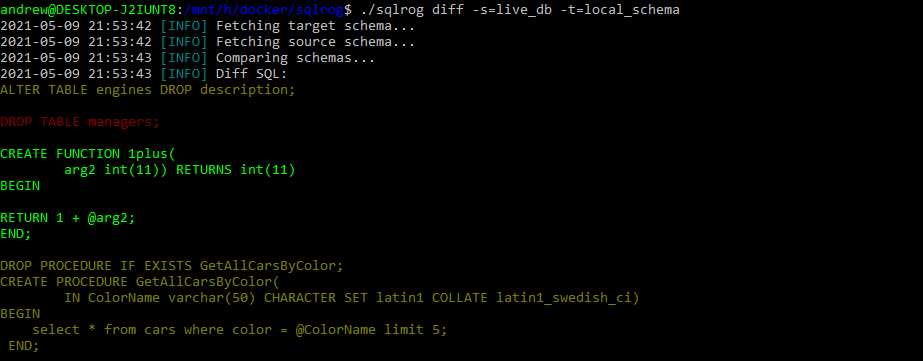 andrew@DESKTOP-J2IUNT8:/mnt/h/docker/sqlrog$ ./sqlrog diff -s=live_db -t=local_schema
2021-05-09 21:53:42 [INFO] Fetching target schema...
2021-05-09 21:53:42 [INFO] Fetching source schema...
2021-05-09 21:53:43 [INFO] Comparing schemas...
2021-05-09 21:53:43 [INFO] Diff SQL:
ALTER TABLE engines DROP description;
DROP TABLE managers;
CREATE FUNCTION 1plus(
        arg2 int(11)) RETURNS int(11)
BEGIN
RETURN 1 + @arg2;
END;
DROP PROCEDURE IF EXISTS GetAllCarsByColor;
CREATE PROCEDURE GetAllCarsByColor(
        IN ColorName varchar(50) CHARACTER SET latin1 COLLATE latin1_swedish_ci)
BEGIN
    select * from cars where color = @ColorName limit 5;
 END;